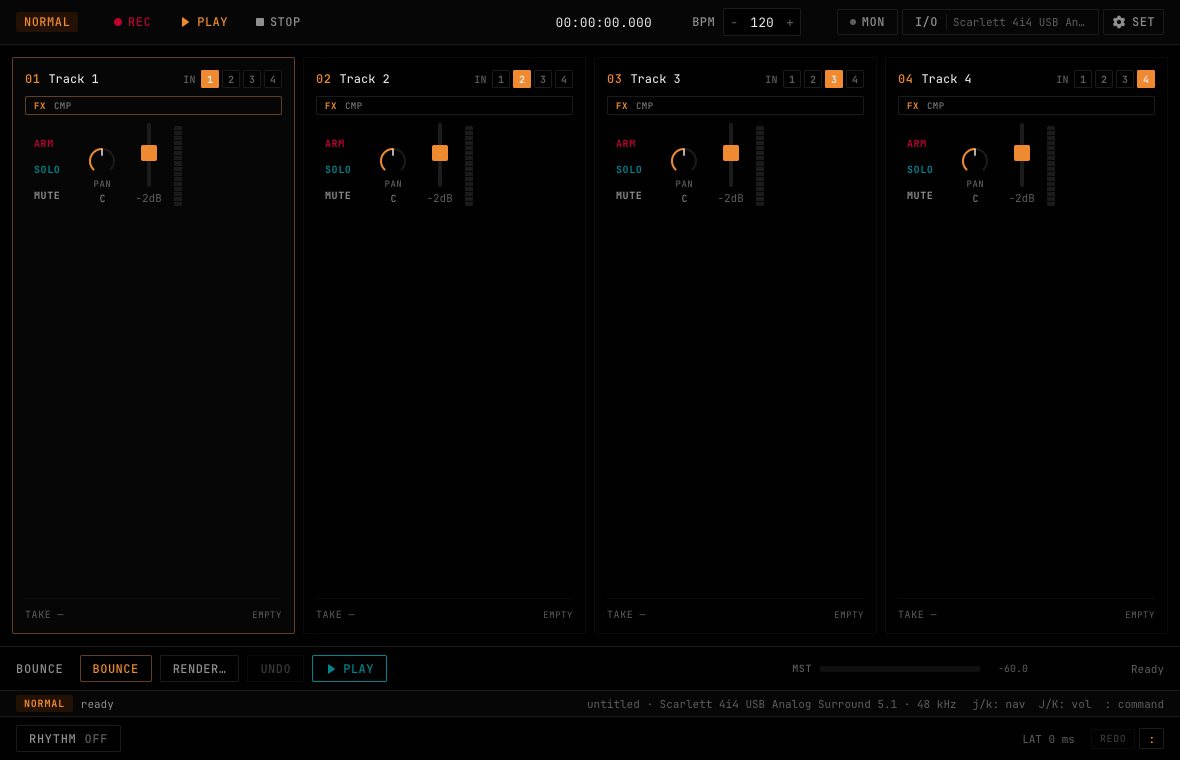 NORMAL REC PLAY STOP 00:00:00.000 BPM - 120 + MON I/O Scarlett 4i4 USB An… SET
01 Track 1 IN 1 2 3 4
FX CMP
ARM
SOLO
MUTE
PAN
C
-2dB
TAKE —
EMPTY
02 Track 2 IN 1 2 3 4
FX CMP
ARM
SOLO
MUTE
PAN
C
-2dB
TAKE —
EMPTY
03 Track 3 IN 1 2 3 4
FX CMP
ARM
SOLO
MUTE
PAN
C
-2dB
TAKE —
EMPTY
04 Track 4 IN 1 2 3 4
FX CMP
ARM
SOLO
MUTE
PAN
C
-2dB
TAKE —
EMPTY
BOUNCE BOUNCE RENDER… UNDO PLAY MST -60.0 Ready
NORMAL ready untitled · Scarlett 4i4 USB Analog Surround 5.1 · 48 kHz j/k: nav J/K: vol : command
RHYTHM OFF LAT 0 ms REDO :